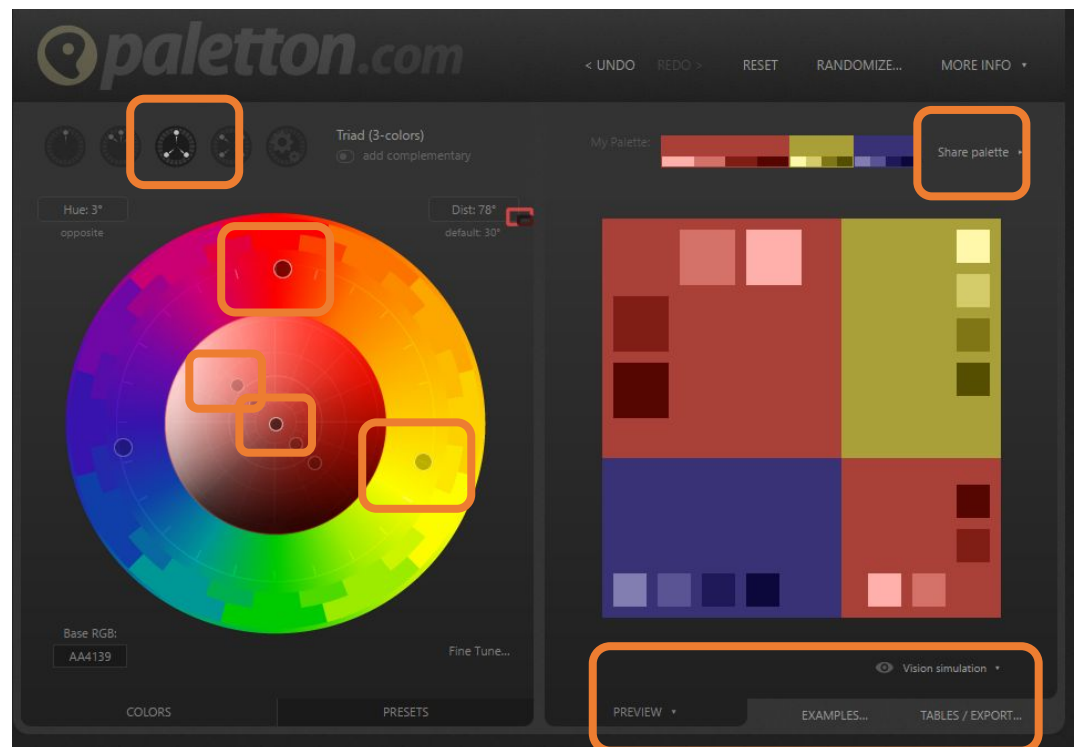 paletton.com
< UNDO REDO > RESET RANDOMIZE... MORE INFO
Triad (3-colors)
add complementary
My Palette:
Share palette
Hue: 3°
opposite
Dist: 78°
default: 30°
Base RGB:
AA4139
Fine Tune...
Vision simulation
COLORS PRESETS
PREVIEW EXAMPLES... TABLES / EXPORT...